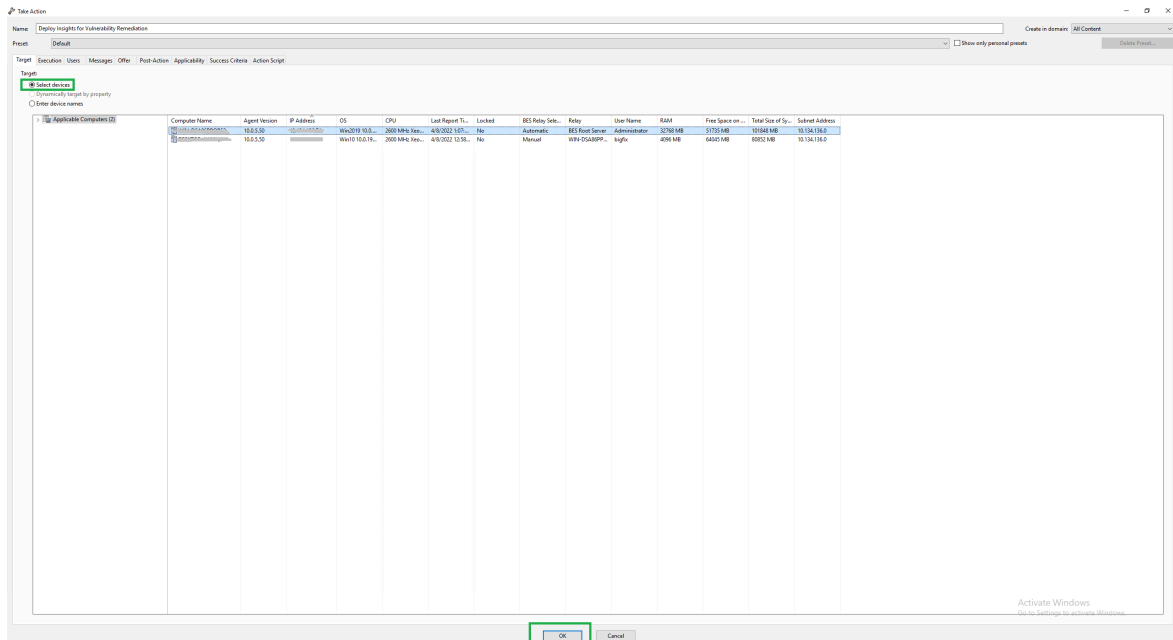 Take Action
Name: Deploy Insights for Vulnerability Remediation Create in domain: All Content
Preset: Default Show only personal presets Delete Preset...
Target Execution Users Messages Offer Post-Action Applicability Success Criteria Action Script
Target:
Select devices
Dynamically target by property
Enter device names
Applicable Computers (2)
Computer Name Agent Version IP Address OS CPU Last Report Ti... Locked BES Relay Sele... Relay User Name RAM Free Space on ... Total Size of Sy... Subnet Address
10.0.5.50 Win2019 10.0.... 2600 MHz Xeo... 4/8/2022 1:07:... No Automatic BES Root Server Administrator 32768 MB 51735 MB 101848 MB 10.134.136.0
10.0.5.50 Win10 10.0.19... 2600 MHz Xeo... 4/8/2022 12:58... No Manual WIN-DSA86PP... bigfix 4096 MB 64045 MB 80852 MB 10.134.136.0
Activate Windows
Go to Settings to activate Windows.
OK Cancel